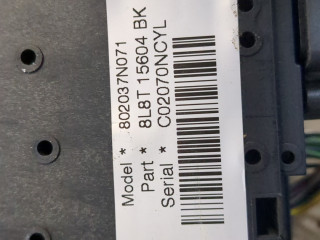 Model * 802037N071
Part * 8L8T 15604 BK
Serial * C02070NCYL